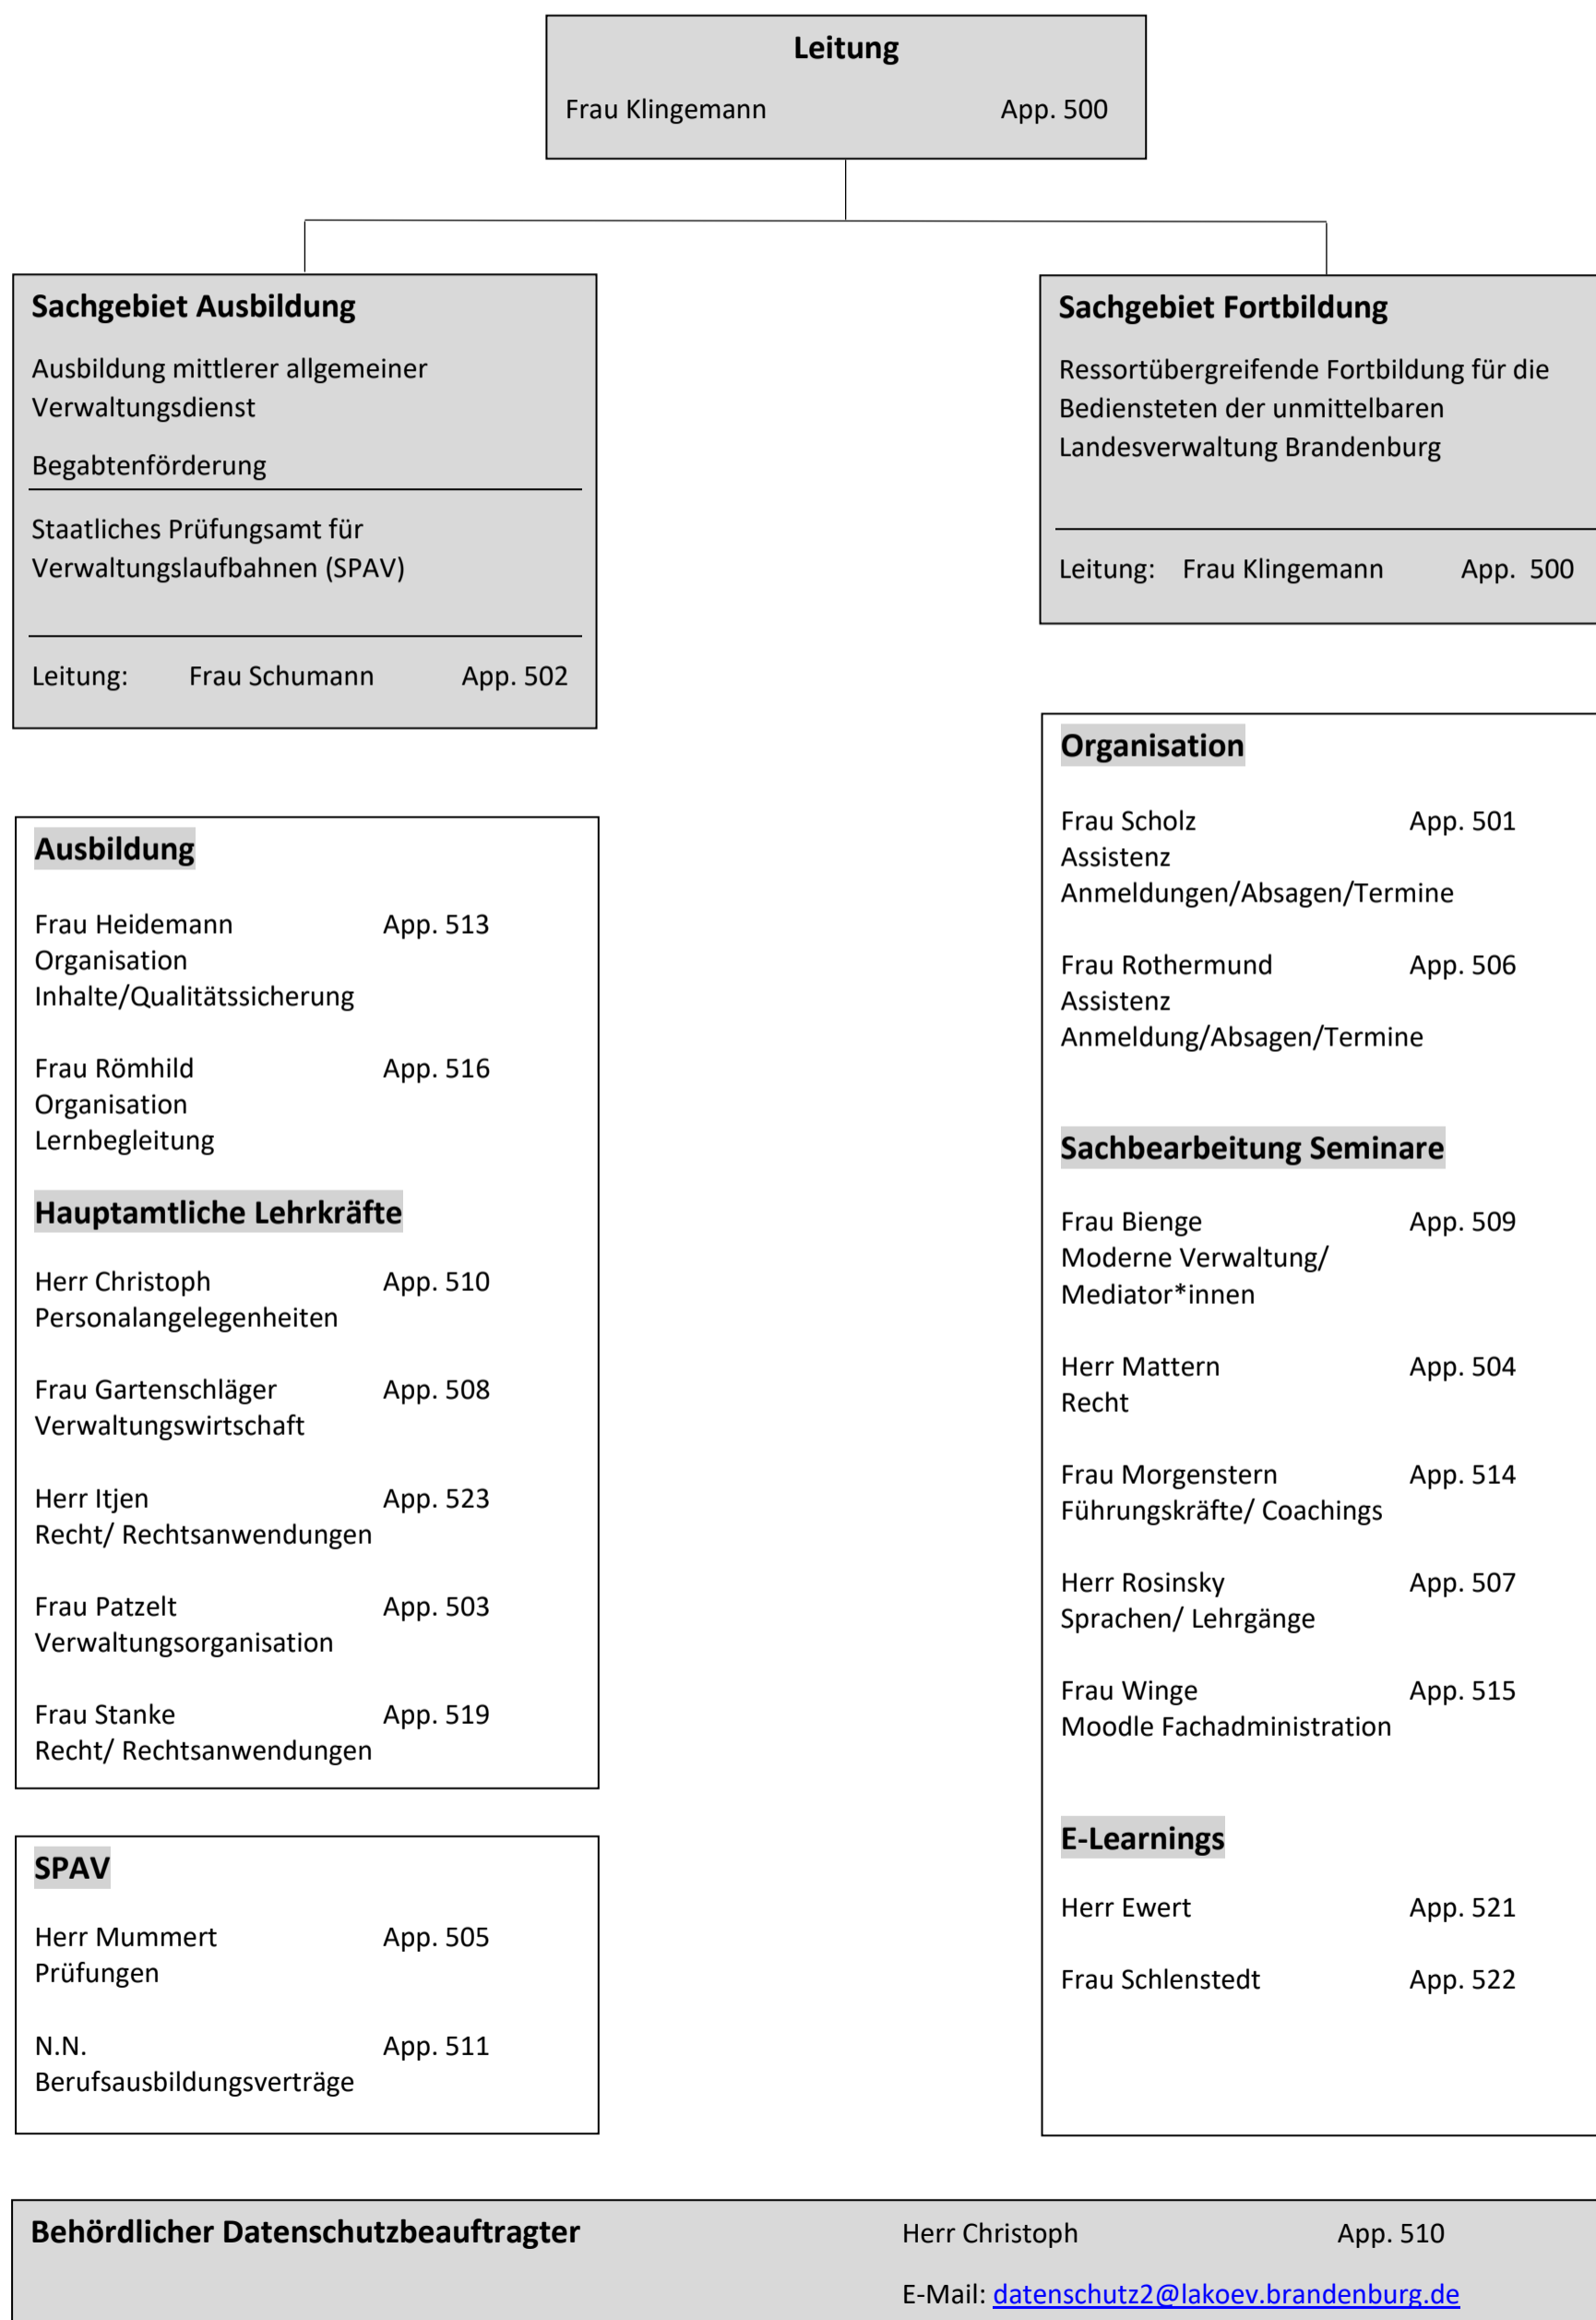 Leitung
Frau Klingemann App. 500
Sachgebiet Ausbildung
Ausbildung mittlerer allgemeiner
Verwaltungsdienst
Begabtenförderung
Staatliches Prüfungsamt für
Verwaltungslaufbahnen (SPAV)
Leitung: Frau Schumann App. 502
Sachgebiet Fortbildung
Ressortübergreifende Fortbildung für die
Bediensteten der unmittelbaren
Landesverwaltung Brandenburg
Leitung: Frau Klingemann App. 500
Ausbildung
Frau Heidemann App. 513
Organisation
Inhalte/Qualitätssicherung
Frau Römhild App. 516
Organisation
Lernbegleitung
Hauptamtliche Lehrkräfte
Herr Christoph App. 510
Personalangelegenheiten
Frau Gartenschläger App. 508
Verwaltungswirtschaft
Herr Itjen App. 523
Recht/ Rechtsanwendungen
Frau Patzelt App. 503
Verwaltungsorganisation
Frau Stanke App. 519
Recht/ Rechtsanwendungen
SPAV
Herr Mummert App. 505
Prüfungen
N.N. App. 511
Berufsausbildungsverträge
Organisation
Frau Scholz App. 501
Assistenz
Anmeldungen/Absagen/Termine
Frau Rothermund App. 506
Assistenz
Anmeldung/Absagen/Termine
Sachbearbeitung Seminare
Frau Bienge App. 509
Moderne Verwaltung/
Mediator*innen
Herr Mattern App. 504
Recht
Frau Morgenstern App. 514
Führungskräfte/ Coachings
Herr Rosinsky App. 507
Sprachen/ Lehrgänge
Frau Winge App. 515
Moodle Fachadministration
E-Learnings
Herr Ewert App. 521
Frau Schlenstedt App. 522
Behördlicher Datenschutzbeauftragter Herr Christoph App. 510
E-Mail: datenschutz2@lakoev.brandenburg.de